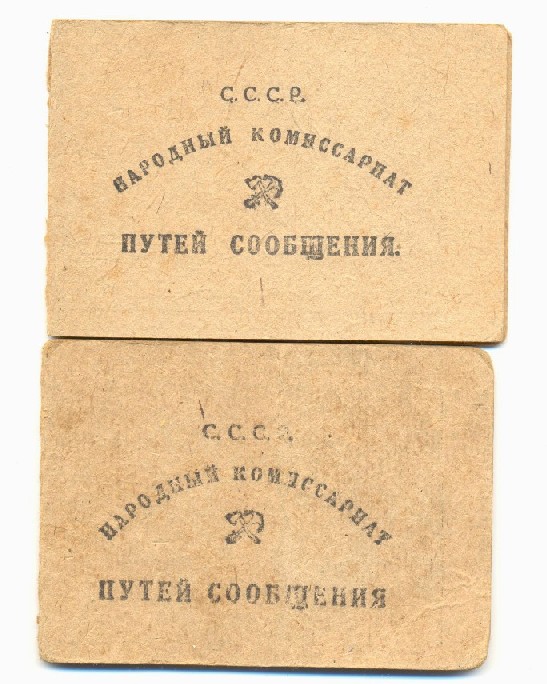 С.С.С.Р.
НАРОДНЫЙ КОМИССАРИАТ
ПУТЕЙ СООБЩЕНИЯ.
С.С.С.Р.
НАРОДНЫЙ КОМИССАРИАТ
ПУТЕЙ СООБЩЕНИЯ